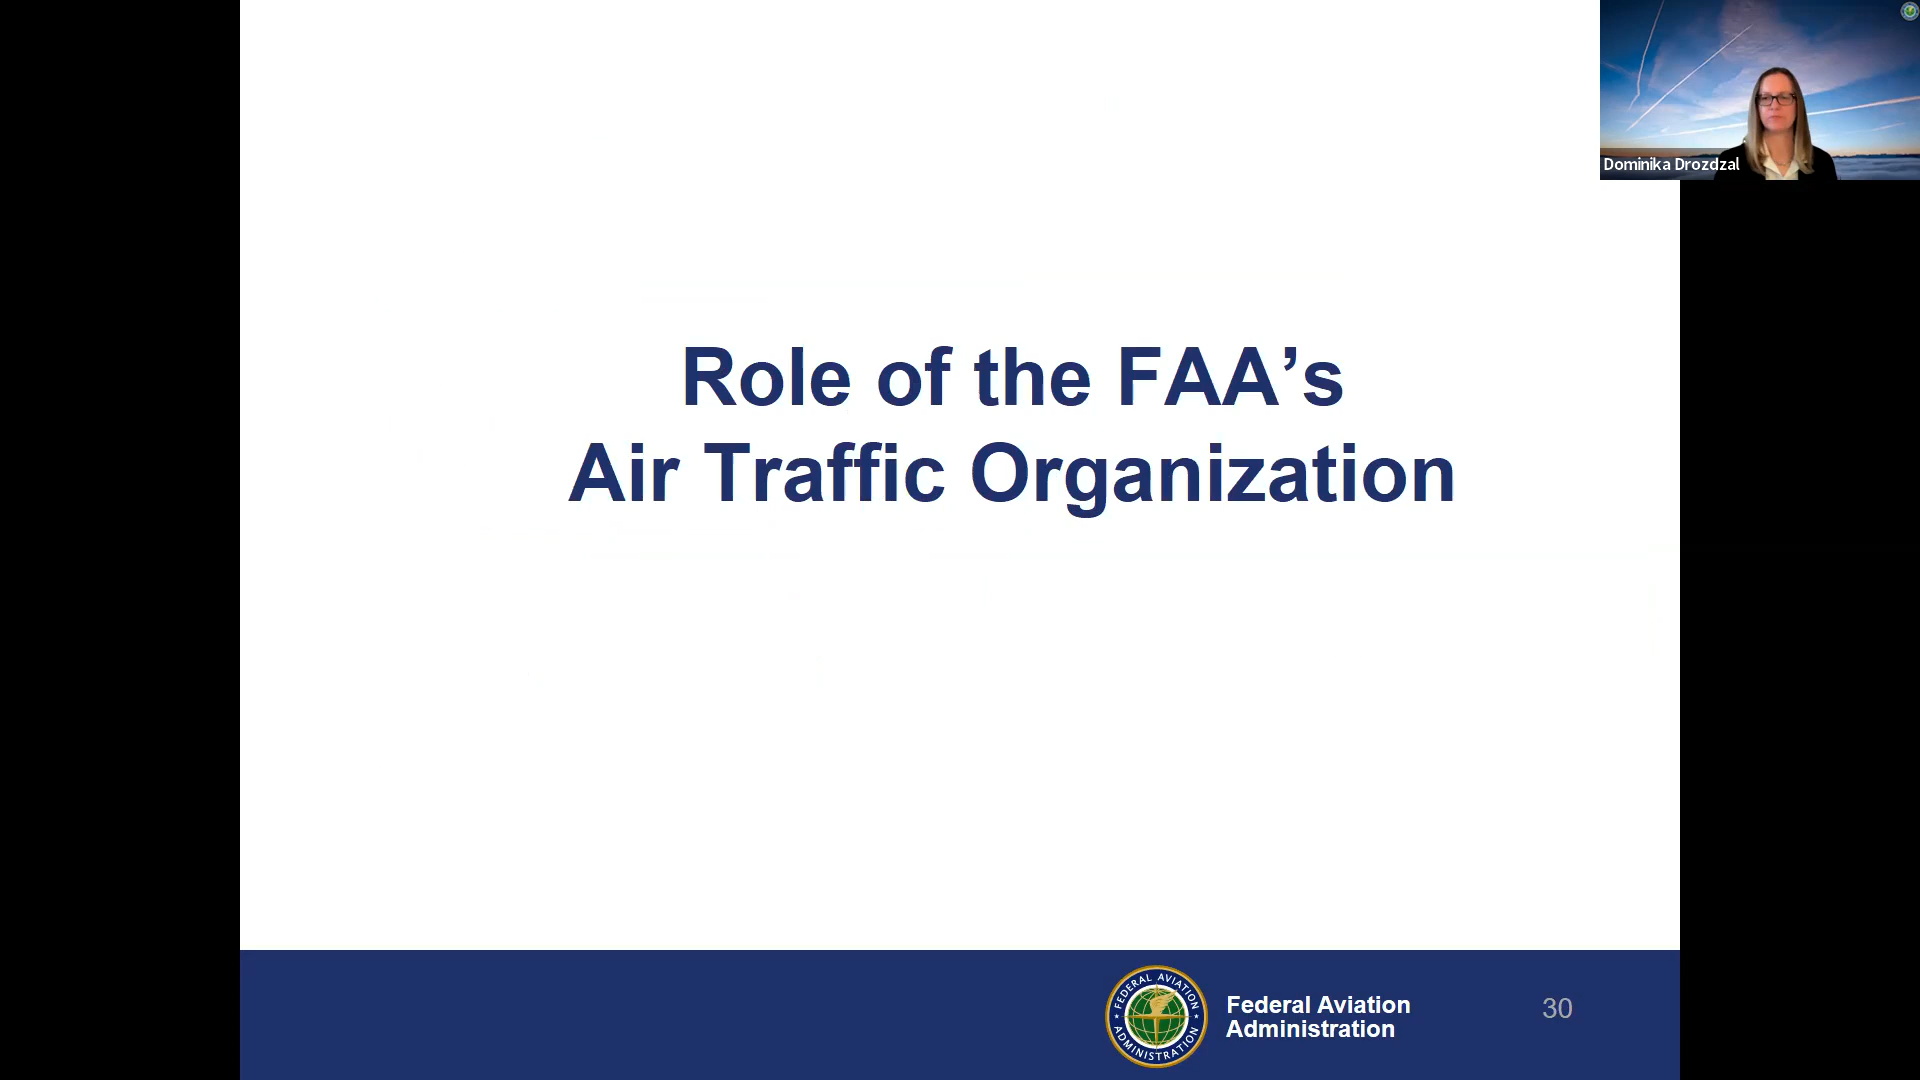 Dominika Drozdzal
Role of the FAA’s
Air Traffic Organization
FEDERAL AVIATION
ADMINISTRATION
Federal Aviation
Administration
30